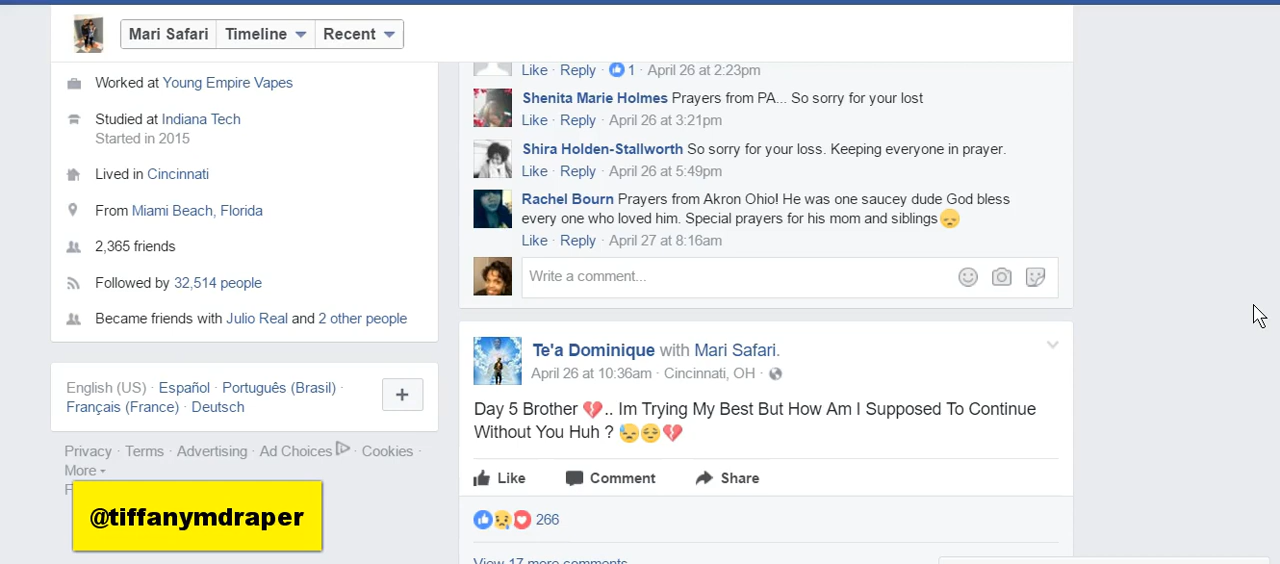 Mari Safari
Timeline
Recent
Worked at Young Empire Vapes
Studied at Indiana Tech
Started in 2015
Lived in Cincinnati
From Miami Beach, Florida
2,365 friends
Followed by 32,514 people
Became friends with Julio Real and 2 other people
English (US) · Español · Português (Brasil) ·
Français (France) · Deutsch
+
Privacy · Terms · Advertising · Ad Choices · Cookies ·
More
@tiffanymdraper
Like · Reply · 1 · April 26 at 2:23pm
Shenita Marie Holmes Prayers from PA... So sorry for your lost
Like · Reply · April 26 at 3:21pm
Shira Holden-Stallworth So sorry for your loss. Keeping everyone in prayer.
Like · Reply · April 26 at 5:49pm
Rachel Bourn Prayers from Akron Ohio! He was one saucey dude God bless
every one who loved him. Special prayers for his mom and siblings😞
Like · Reply · April 27 at 8:16am
Write a comment...
Te'a Dominique with Mari Safari.
April 26 at 10:36am · Cincinnati, OH ·
Day 5 Brother 💔.. Im Trying My Best But How Am I Supposed To Continue
Without You Huh ? 😓😔💔
Like Comment Share
266
View 17 more comments